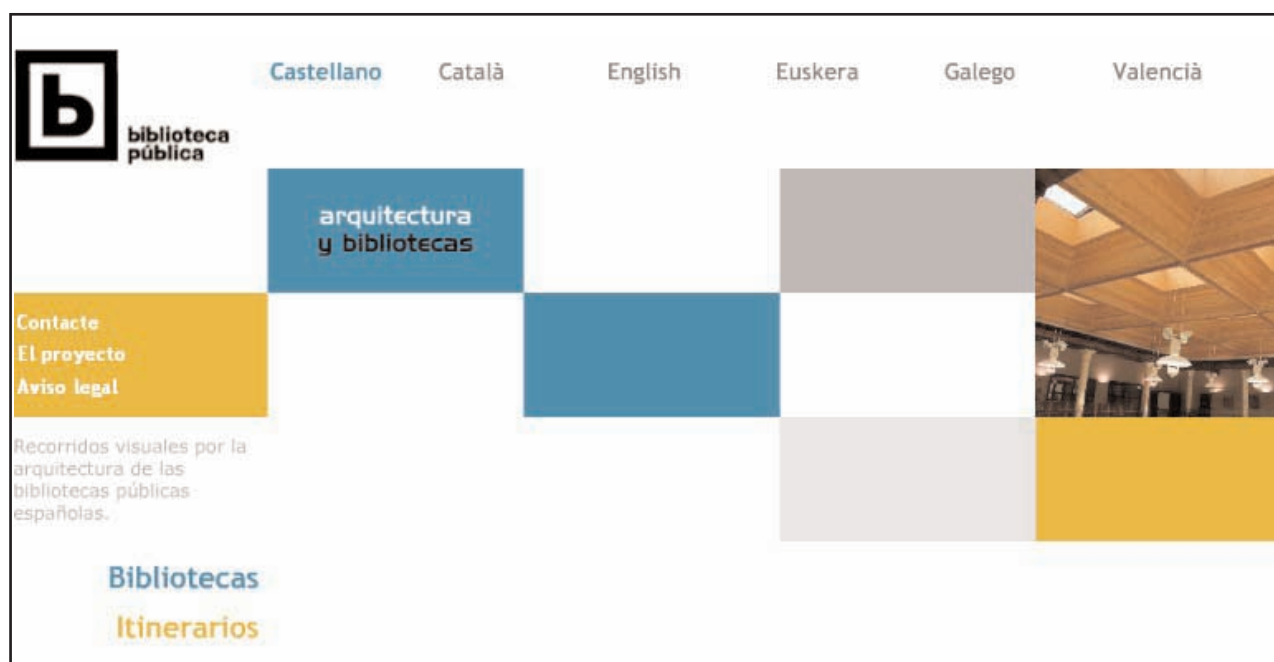 Castellano Català English Euskera Galego Valencià
b
biblioteca
pública
arquitectura
y bibliotecas
Contacte
El proyecto
Aviso legal
Recorridos visuales por la
arquitectura de las
bibliotecas públicas
españolas.
Bibliotecas
Itinerarios